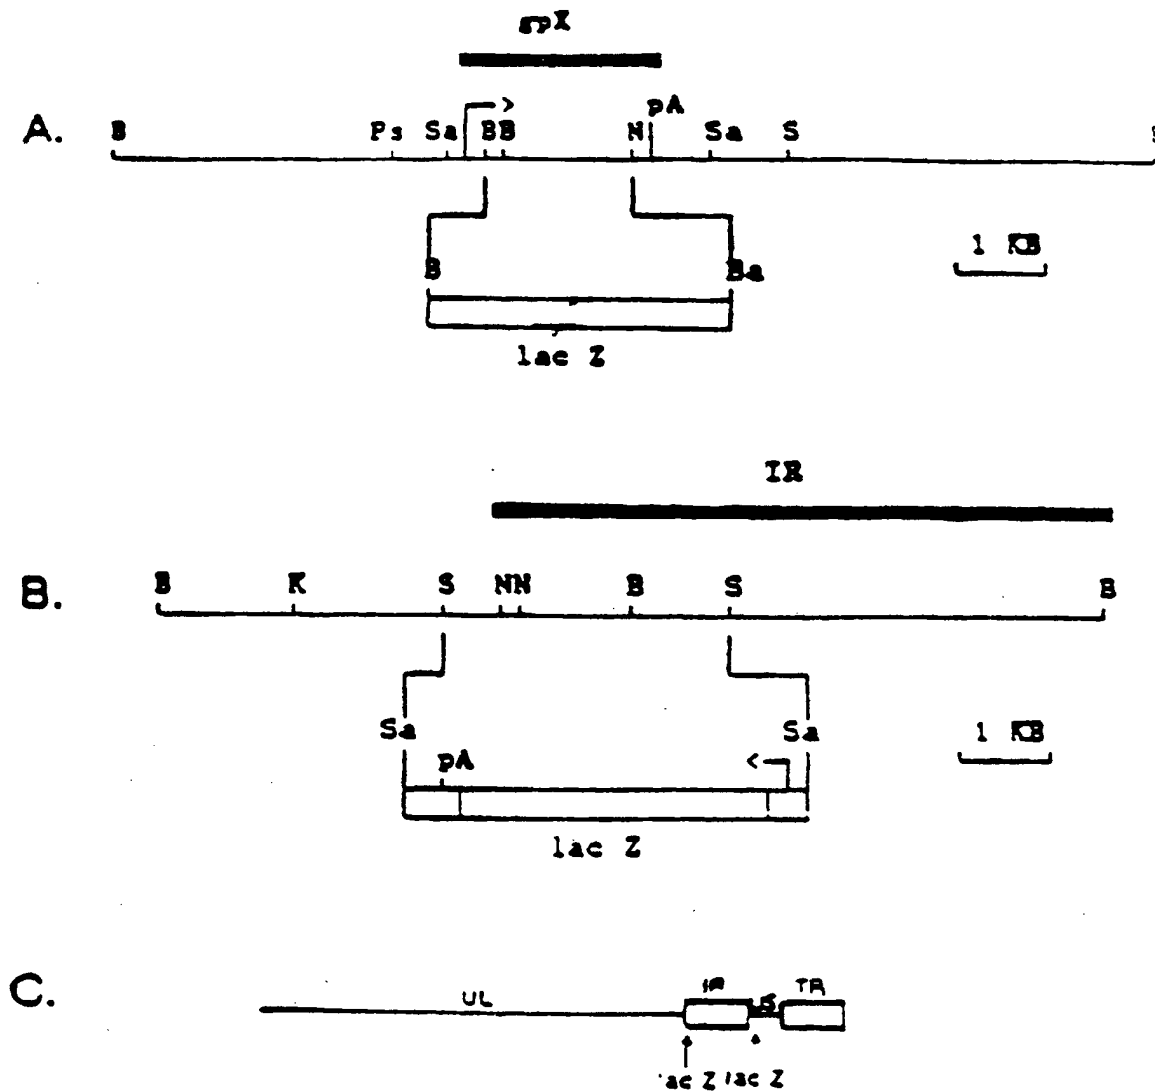 gpX
A. B Ps Sa > BB N pA Sa S
1 KB
B Ba
lac Z
IR
B. B K S NN B S B
Sa Sa
1 KB
pA <
lac Z
C. UL IR TR
lac Z lac Z